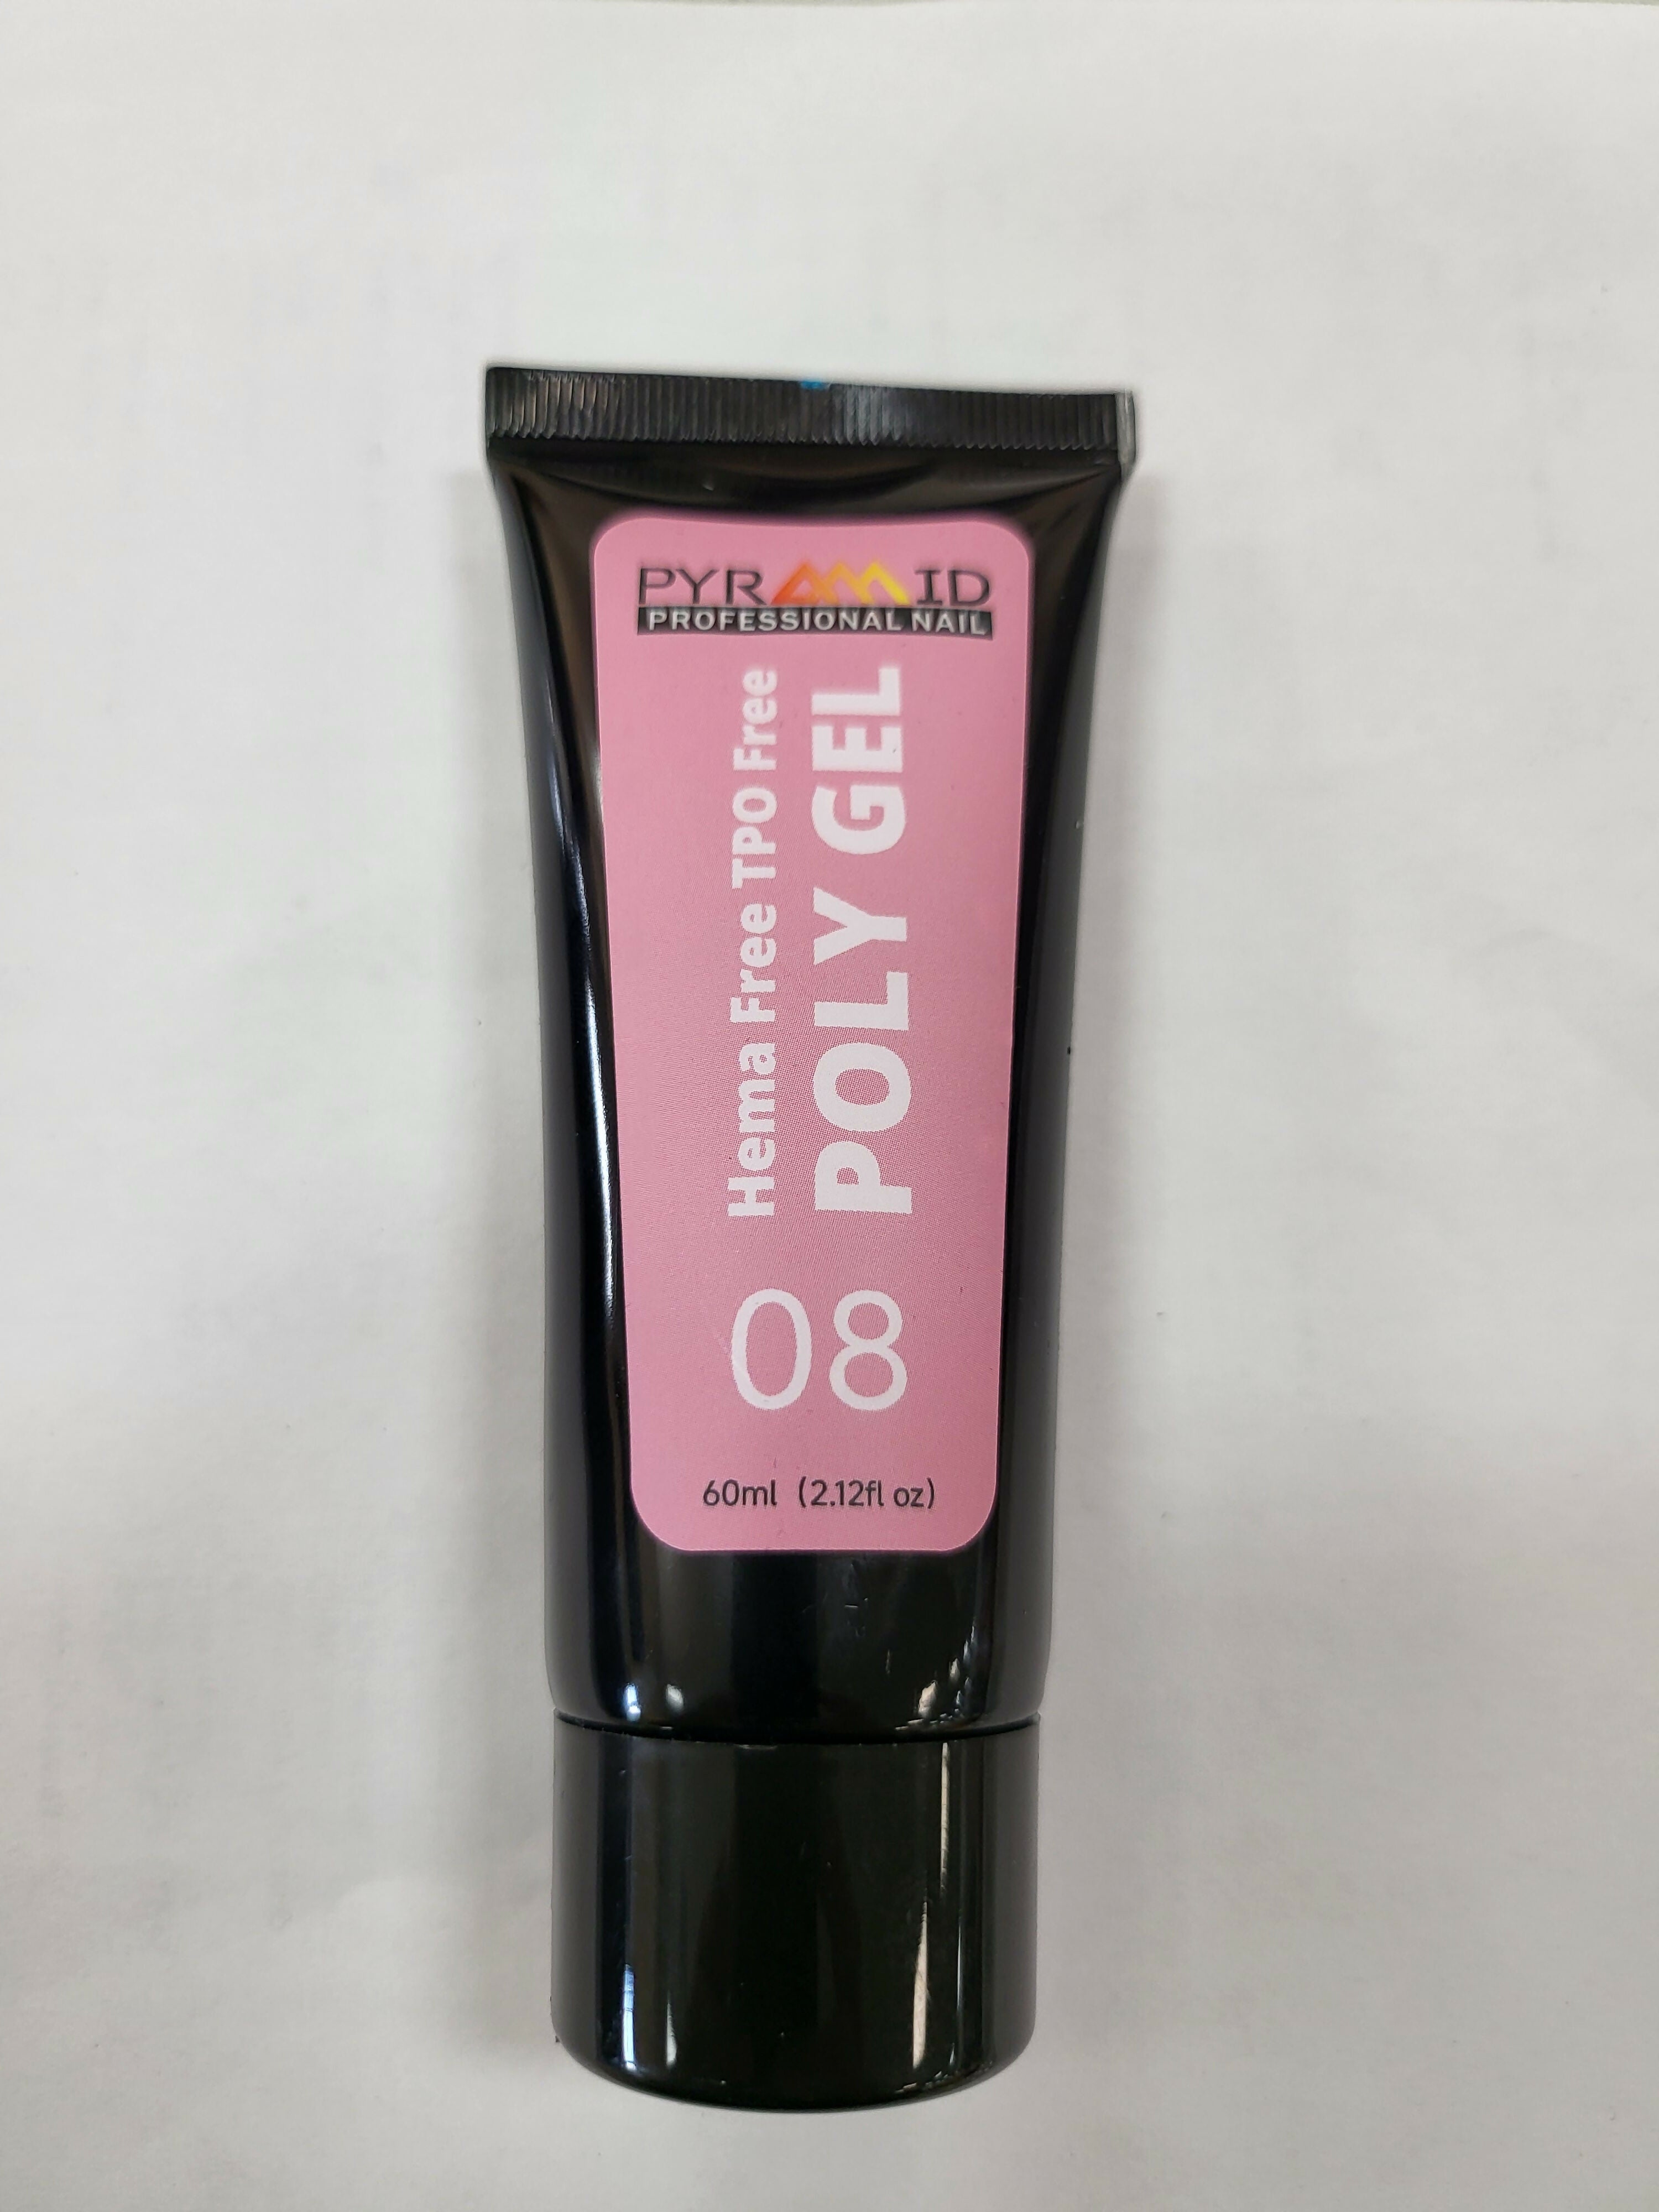 PYRAMID
PROFESSIONAL NAIL
Hema Free TPO Free
POLY GEL
08
60ml (2.12fl oz)